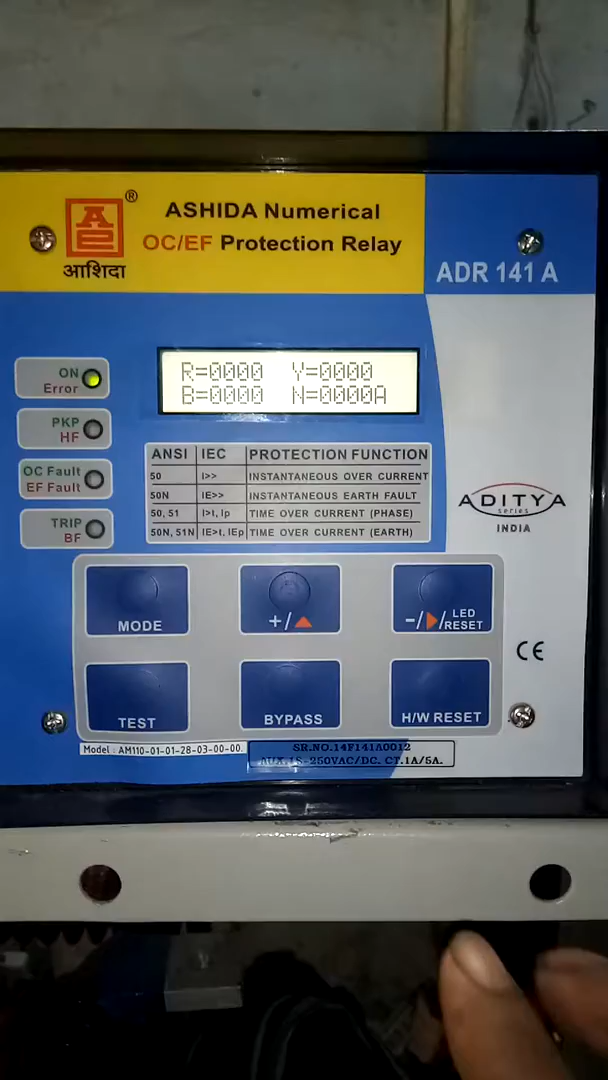 ®
ASHIDA Numerical
OC/EF Protection Relay
आशिदा
ADR 141 A
R=0000 Y=0000
B=0000 N=0000A
ON
Error
PKP
HF
OC Fault
EF Fault
TRIP
BF
ANSI IEC PROTECTION FUNCTION
50 I>> INSTANTANEOUS OVER CURRENT
50N IE>> INSTANTANEOUS EARTH FAULT
50, 51 I>t, Ip TIME OVER CURRENT (PHASE)
50N, 51N IE>t, IEp TIME OVER CURRENT (EARTH)
ADITYA
series
INDIA
MODE
+/▲
-/▶/LED RESET
CE
TEST
BYPASS
H/W RESET
Model : AM110-01-01-28-03-00-00.
SR.NO.14F141A0012
AUX.18-250VAC/DC. CT.1A/5A.